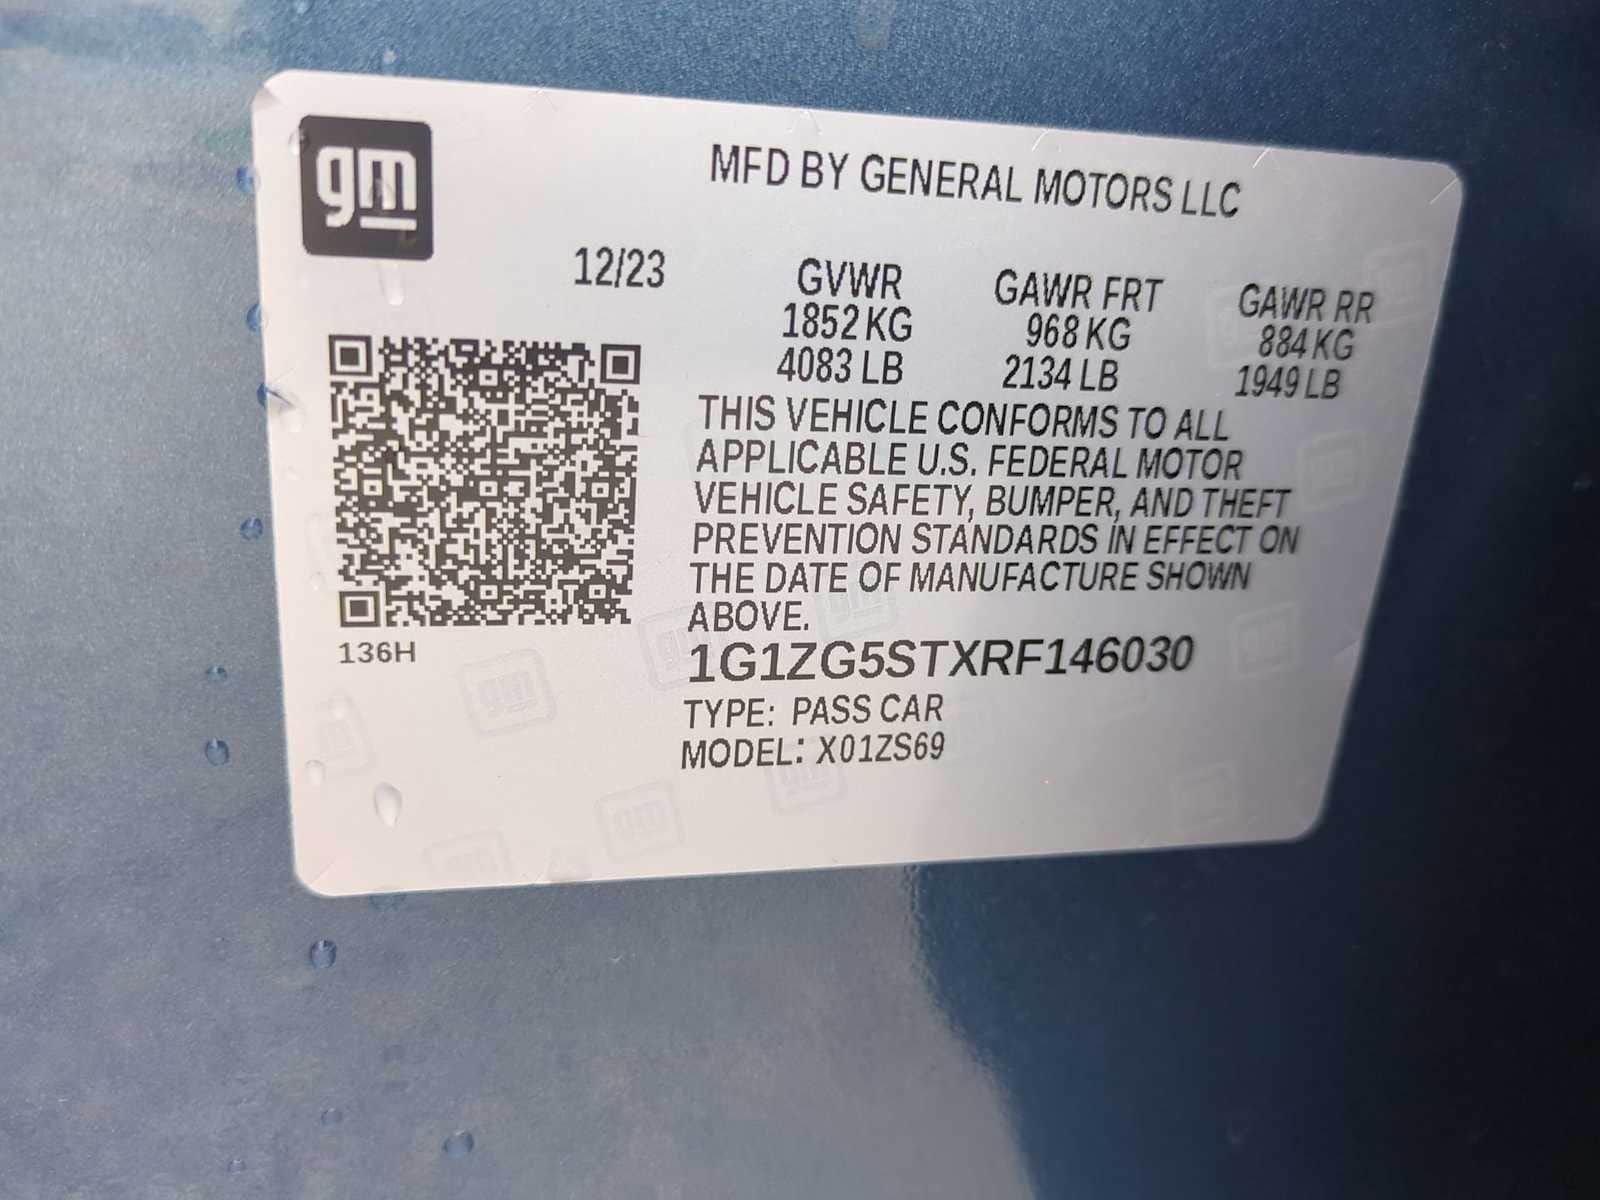 gm
MFD BY GENERAL MOTORS LLC
12/23
GVWR
1852 KG
4083 LB
GAWR FRT
968 KG
2134 LB
GAWR RR
884 KG
1949 LB
THIS VEHICLE CONFORMS TO ALL
APPLICABLE U.S. FEDERAL MOTOR
VEHICLE SAFETY, BUMPER, AND THEFT
PREVENTION STANDARDS IN EFFECT ON
THE DATE OF MANUFACTURE SHOWN
ABOVE.
136H
1G1ZG5STXRF146030
TYPE: PASS CAR
MODEL: X01ZS69